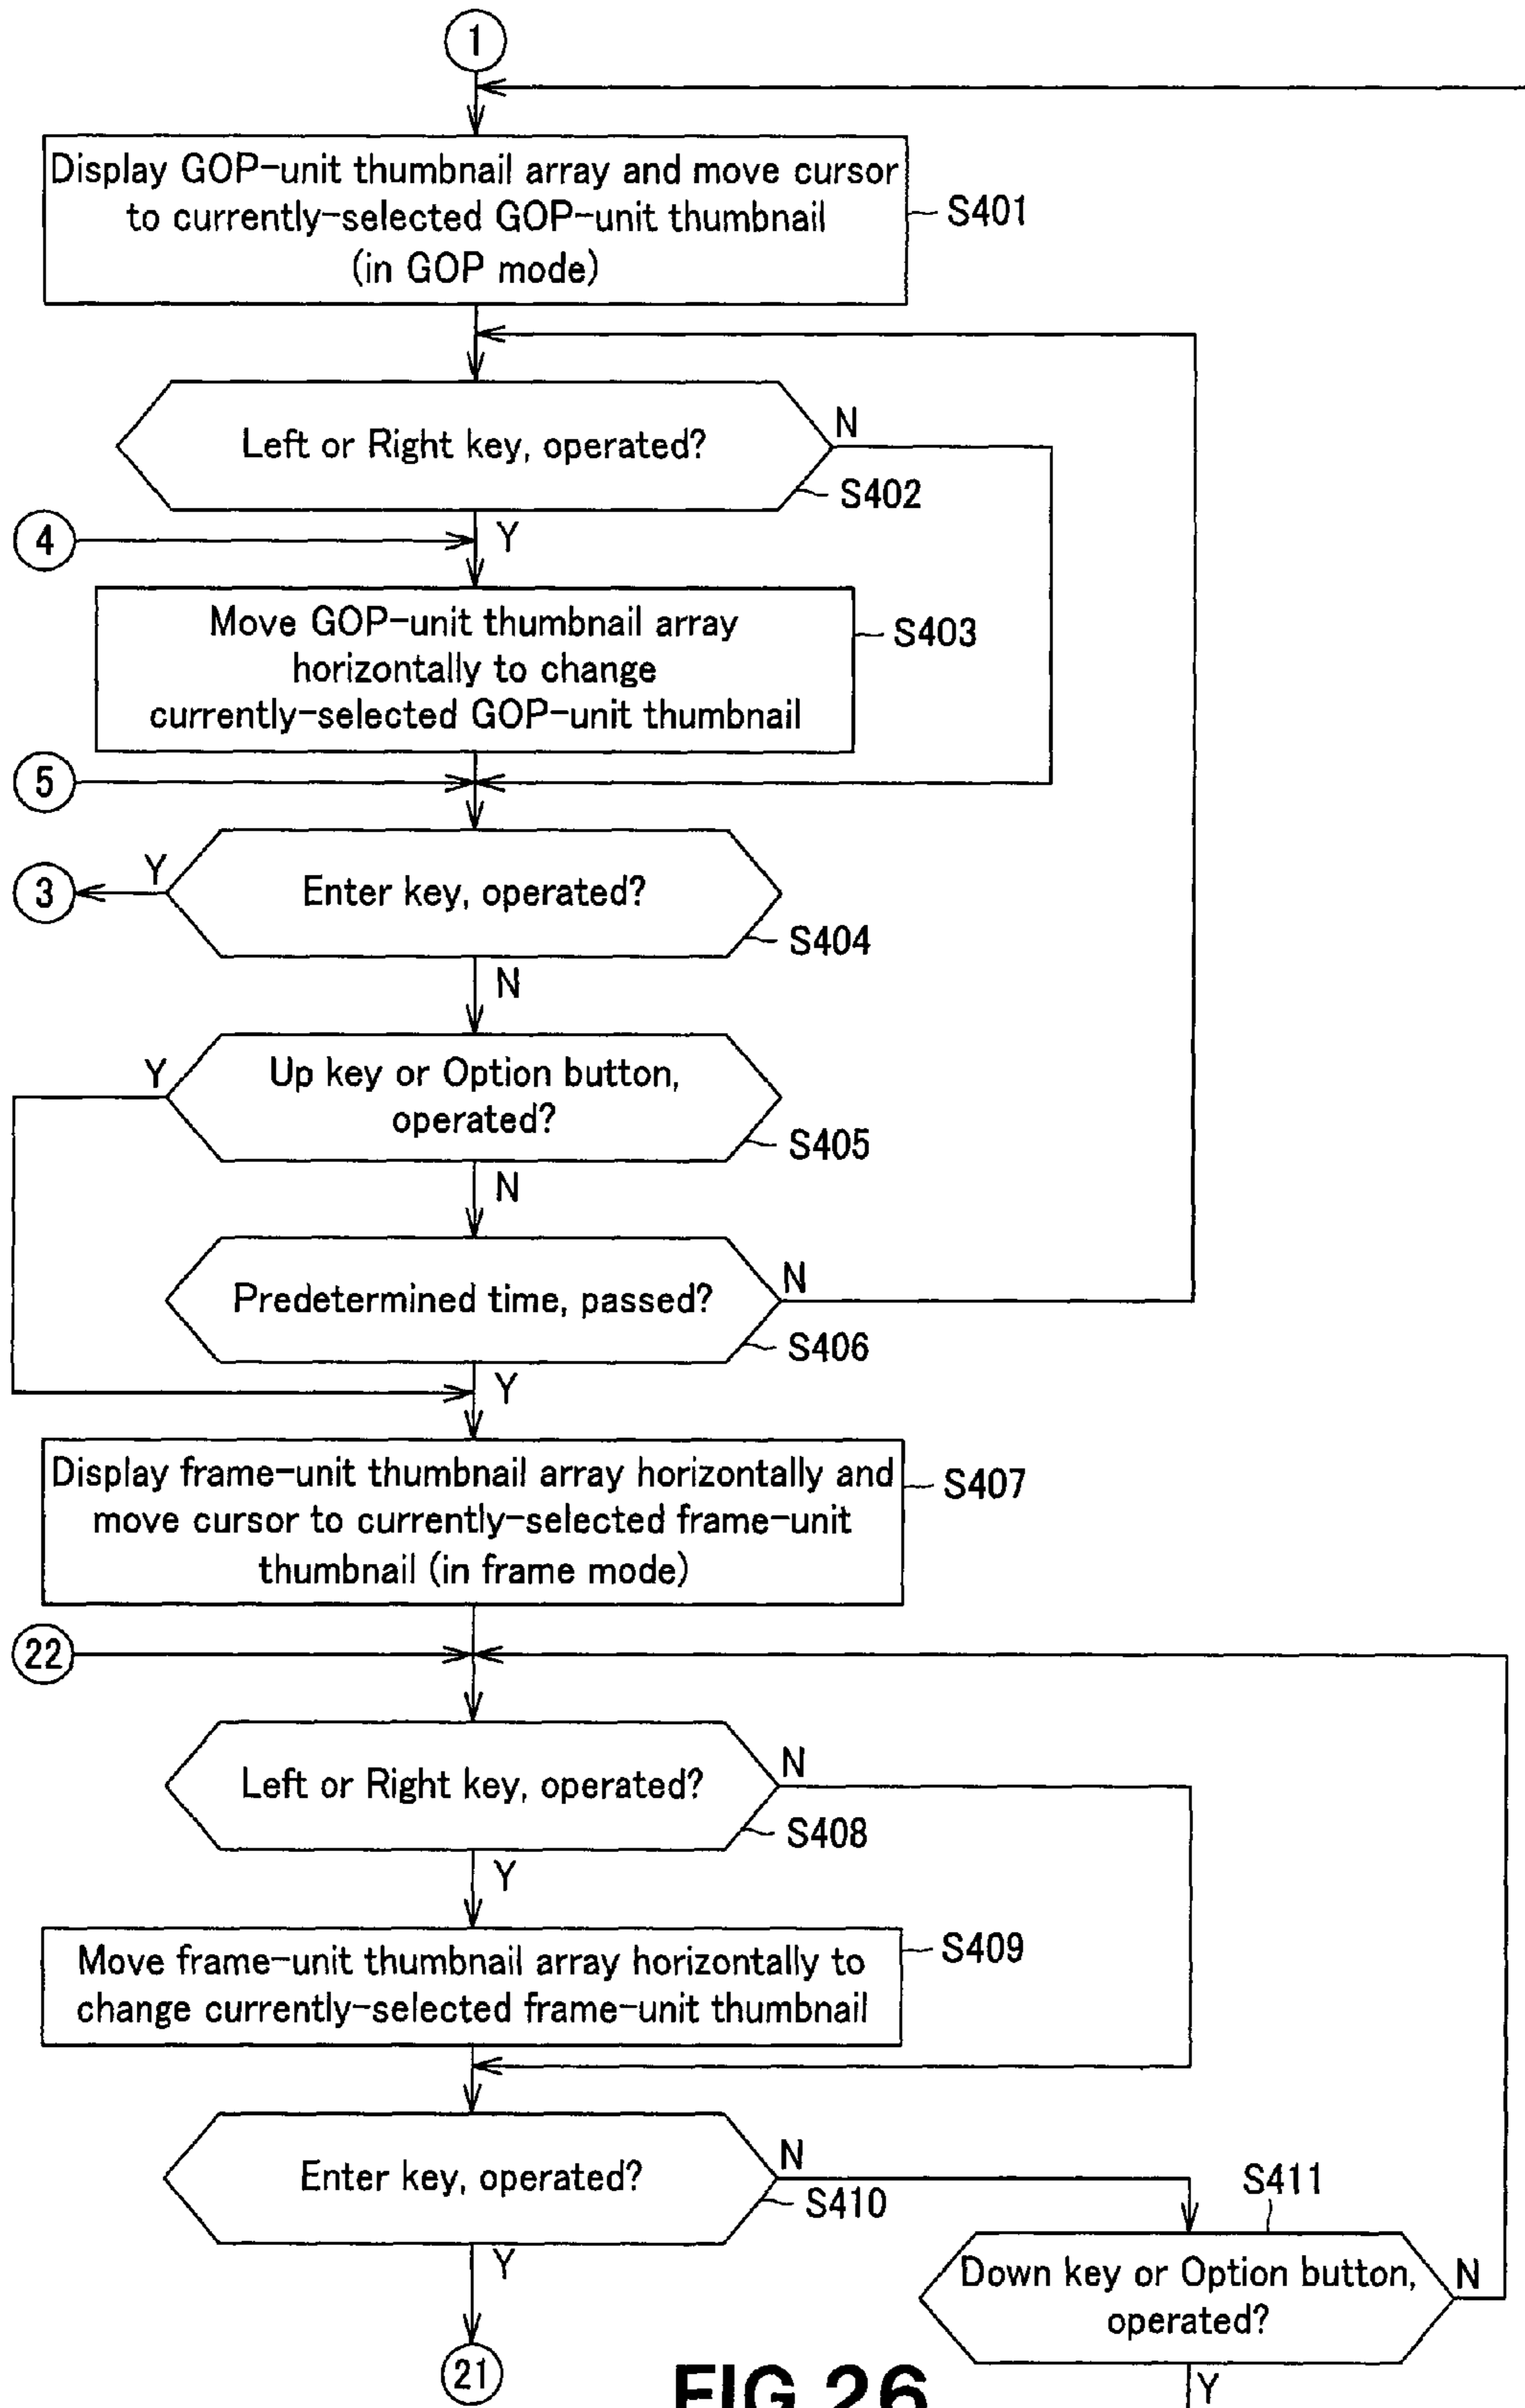 1
Display GOP-unit thumbnail array and move cursor
to currently-selected GOP-unit thumbnail
(in GOP mode)
S401
Left or Right key, operated?
N
S402
4
Y
Move GOP-unit thumbnail array
horizontally to change
currently-selected GOP-unit thumbnail
S403
5
Y
3
Enter key, operated?
S404
N
Y
Up key or Option button,
operated?
S405
N
Predetermined time, passed?
N
S406
Y
Display frame-unit thumbnail array horizontally and
move cursor to currently-selected frame-unit
thumbnail (in frame mode)
S407
22
Left or Right key, operated?
N
S408
Y
Move frame-unit thumbnail array horizontally to
change currently-selected frame-unit thumbnail
S409
Enter key, operated?
N
S410
S411
Y
Down key or Option button,
operated?
N
21
Y
FIG.26